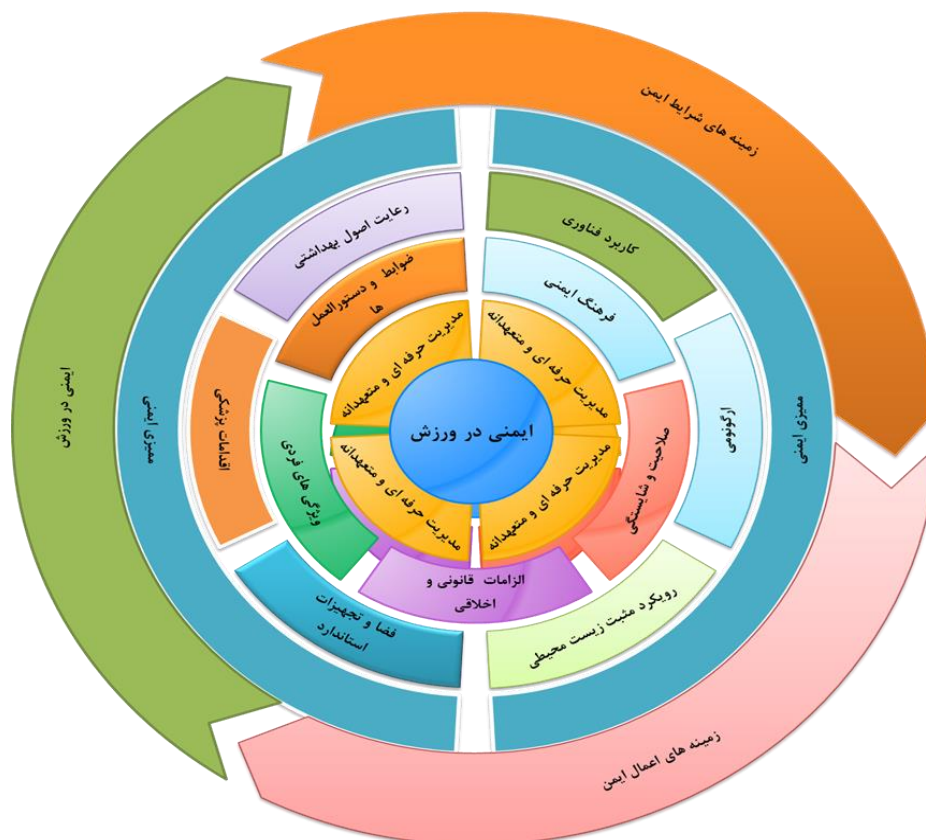 زمینه های شرایط ایمن
ایمنی در ورزش
زمینه های اعمال ایمن
ممیزی ایمنی
ممیزی ایمنی
کاربرد فناوری
رعایت اصول بهداشتی
ارگونومی
اقدامات پزشکی
رویکرد مثبت زیست محیطی
فضا و تجهیزات
استاندارد
فرهنگ ایمنی
ضوابط و دستورالعمل
ها
صلاحیت و شایستگی
ویژگی های فردی
الزامات قانونی و
اخلاقی
مدیریت حرفه ای و متعهدانه
مدیریت حرفه ای و متعهدانه
مدیریت حرفه ای و متعهدانه
مدیریت حرفه ای و متعهدانه
ایمنی در ورزش